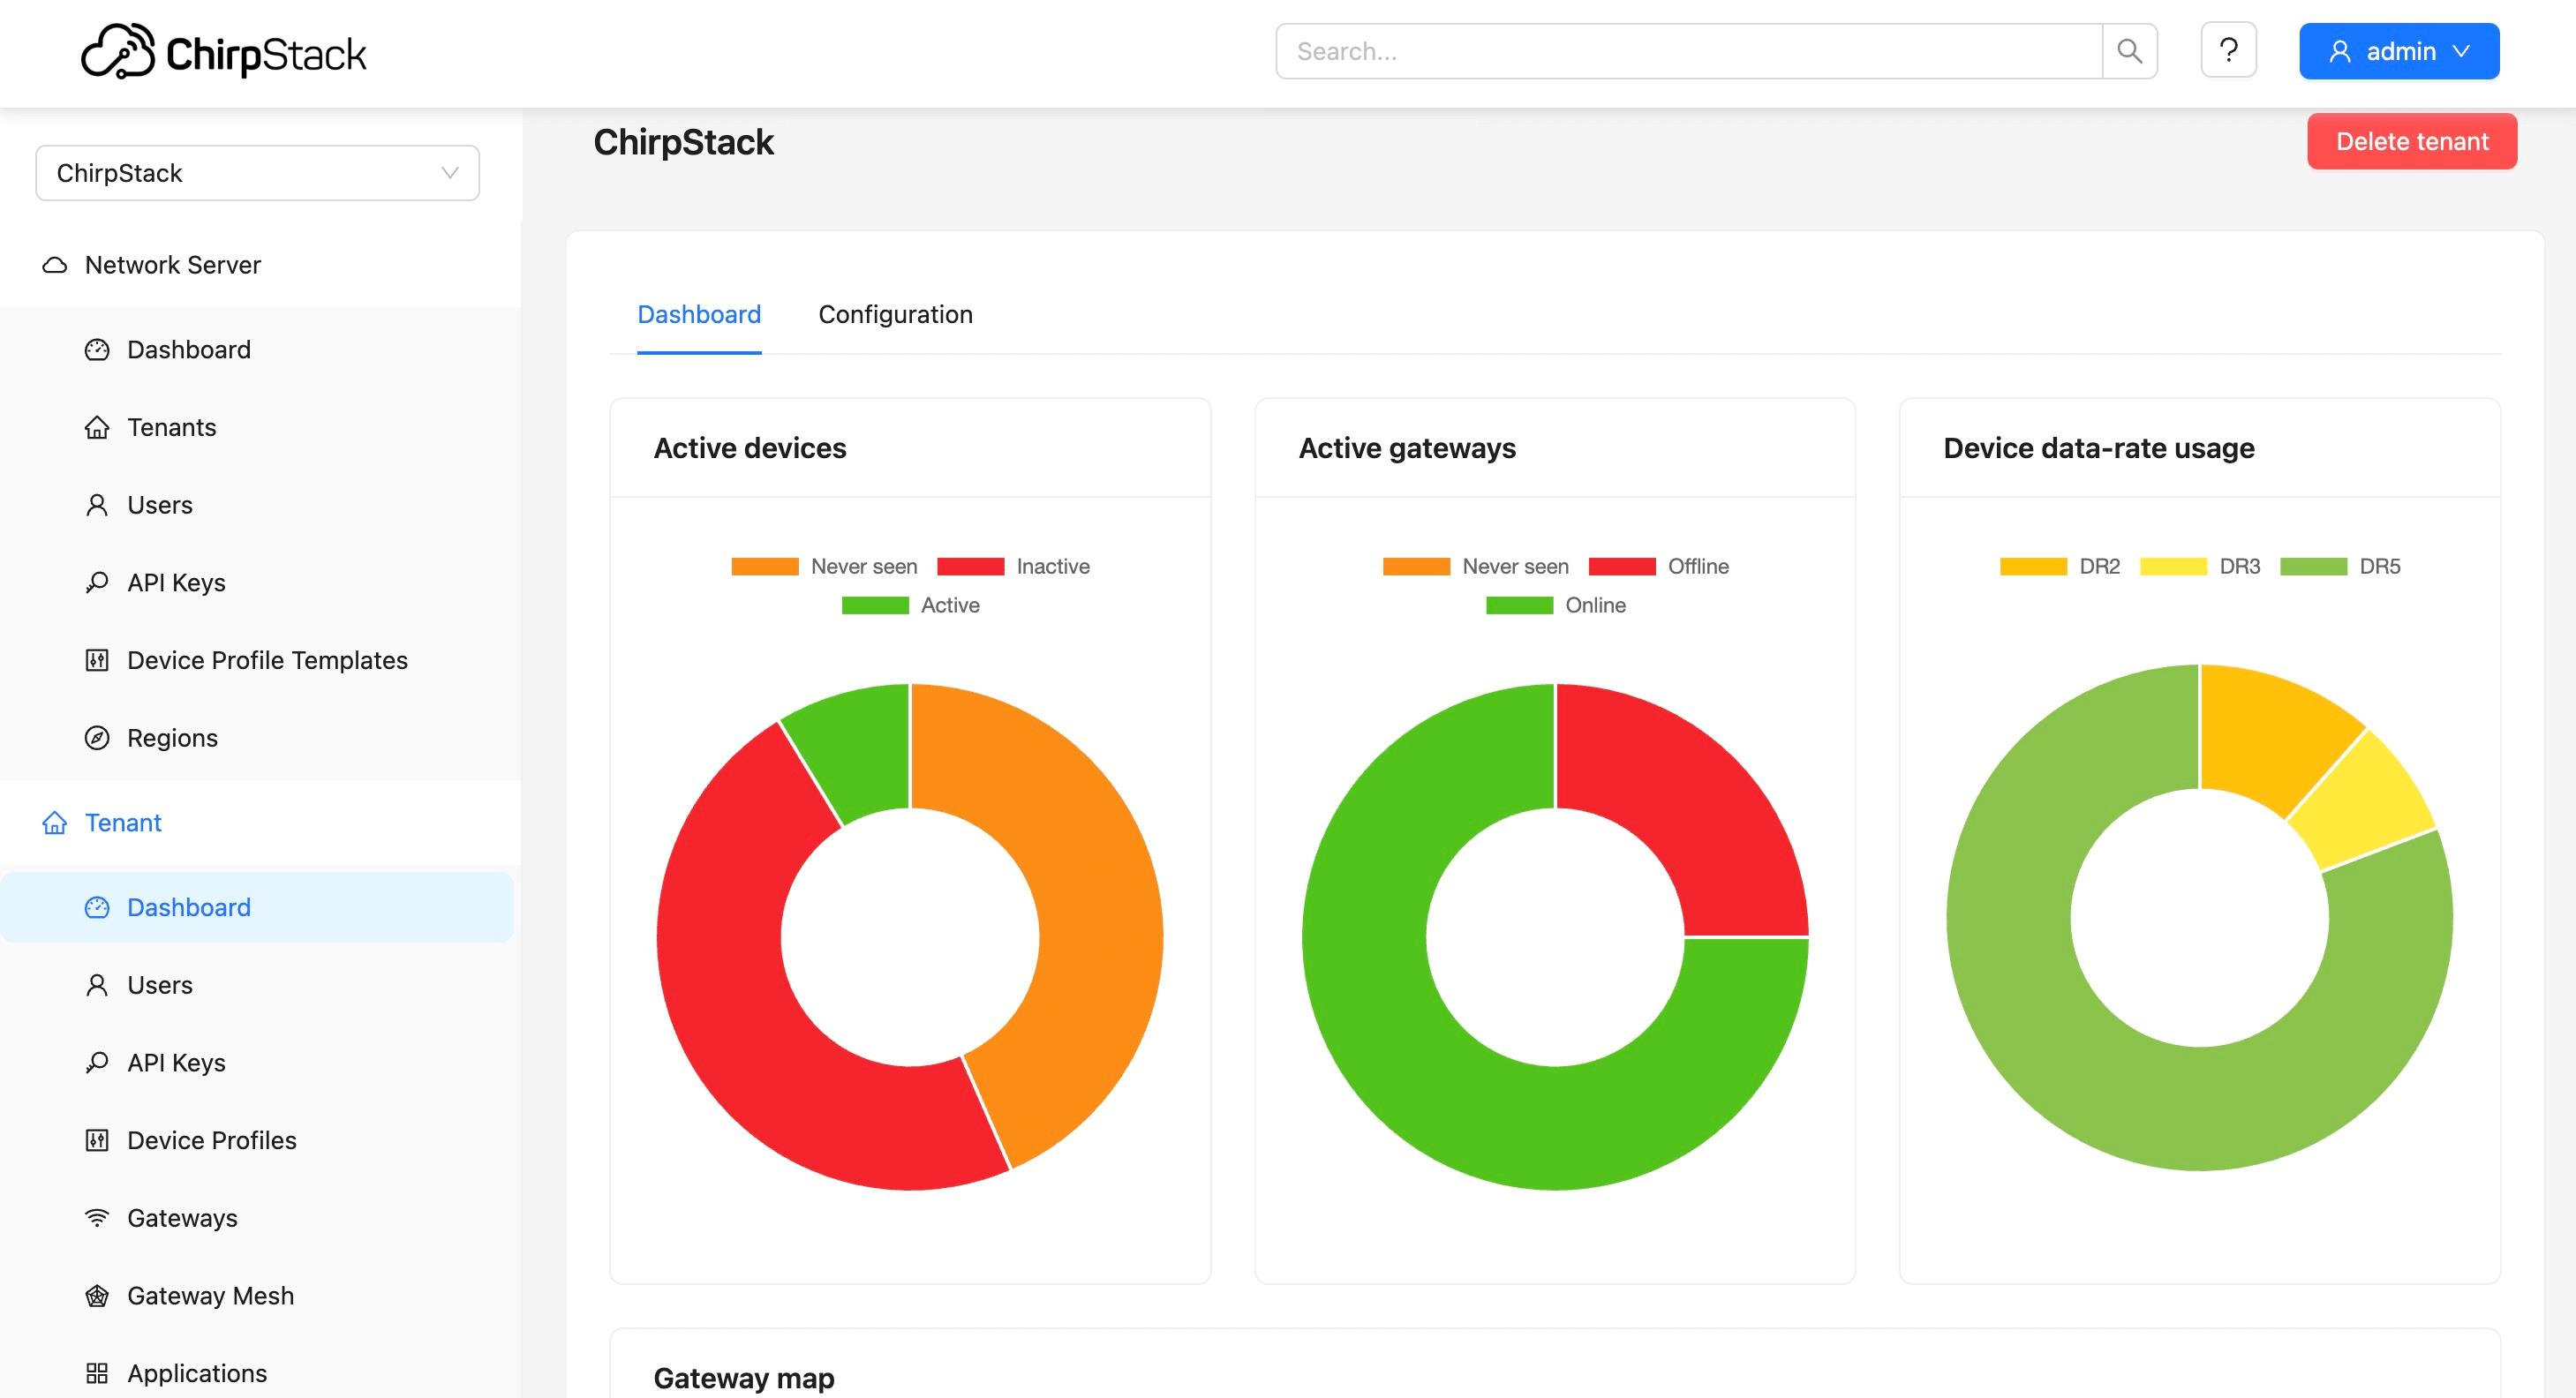 ChirpStack
Search...
?
admin
ChirpStack
Network Server
Dashboard
Tenants
Users
API Keys
Device Profile Templates
Regions
Tenant
Dashboard
Users
API Keys
Device Profiles
Gateways
Gateway Mesh
Applications
ChirpStack
Delete tenant
Dashboard Configuration
Active devices
Never seen Inactive
Active
Active gateways
Never seen Offline
Online
Device data-rate usage
DR2 DR3 DR5
Gateway map